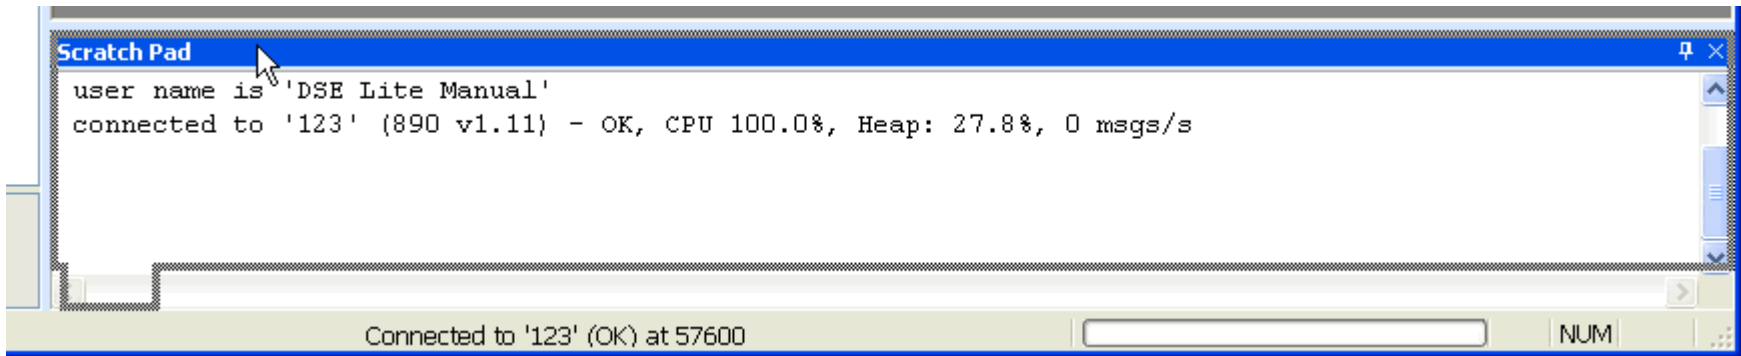 Scratch Pad
user name is 'DSE Lite Manual'
connected to '123' (890 v1.11) - OK, CPU 100.0%, Heap: 27.8%, 0 msgs/s
Connected to '123' (OK) at 57600
NUM